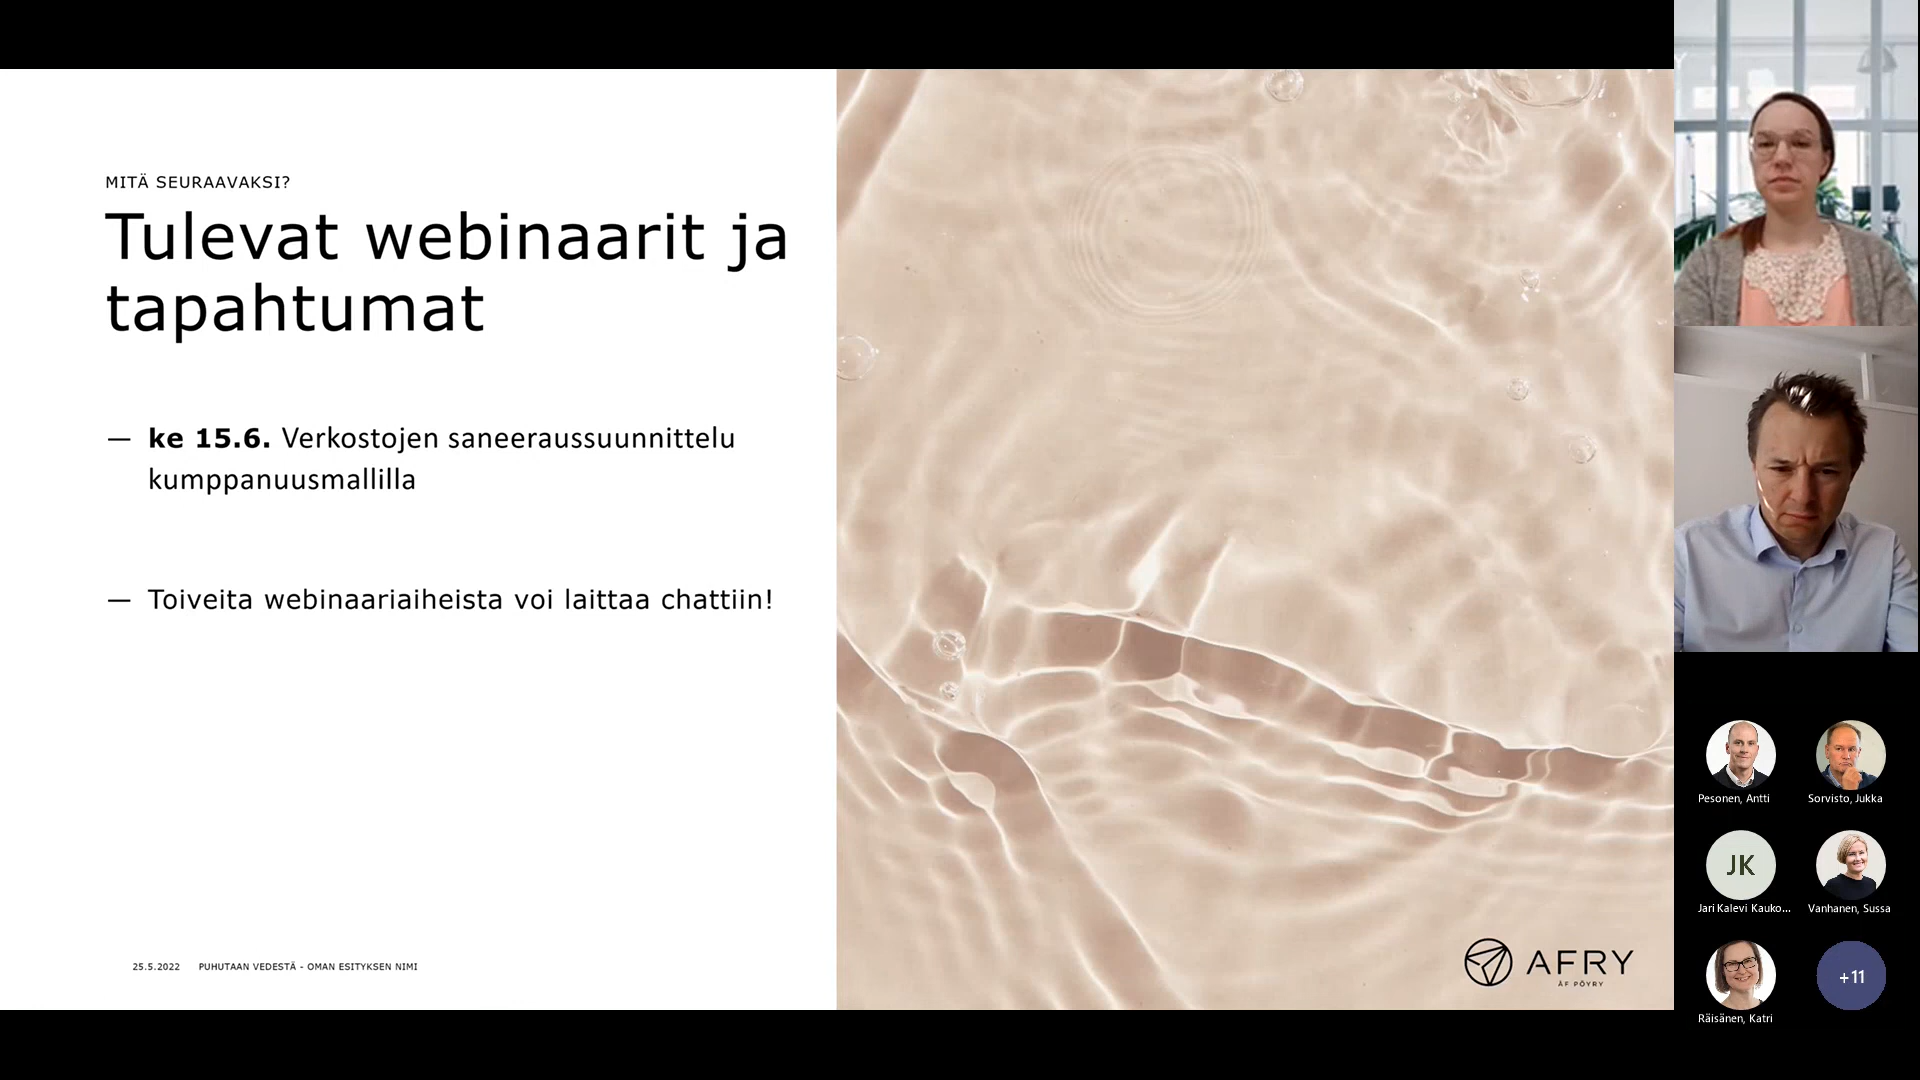 MITÄ SEURAAVAKSI?
Tulevat webinaarit ja
tapahtumat
— ke 15.6. Verkostojen saneeraussuunnittelu
kumppanuusmallilla
— Toiveita webinaariaiheista voi laittaa chattiin!
25.5.2022 PUHUTAAN VEDESTÄ - OMAN ESITYKSEN NIMI
AFRY
ÅF PÖYRY
Pesonen, Antti
Sorvisto, Jukka
JK
Jari Kalevi Kauko...
Vanhanen, Sussa
Räisänen, Katri
+11